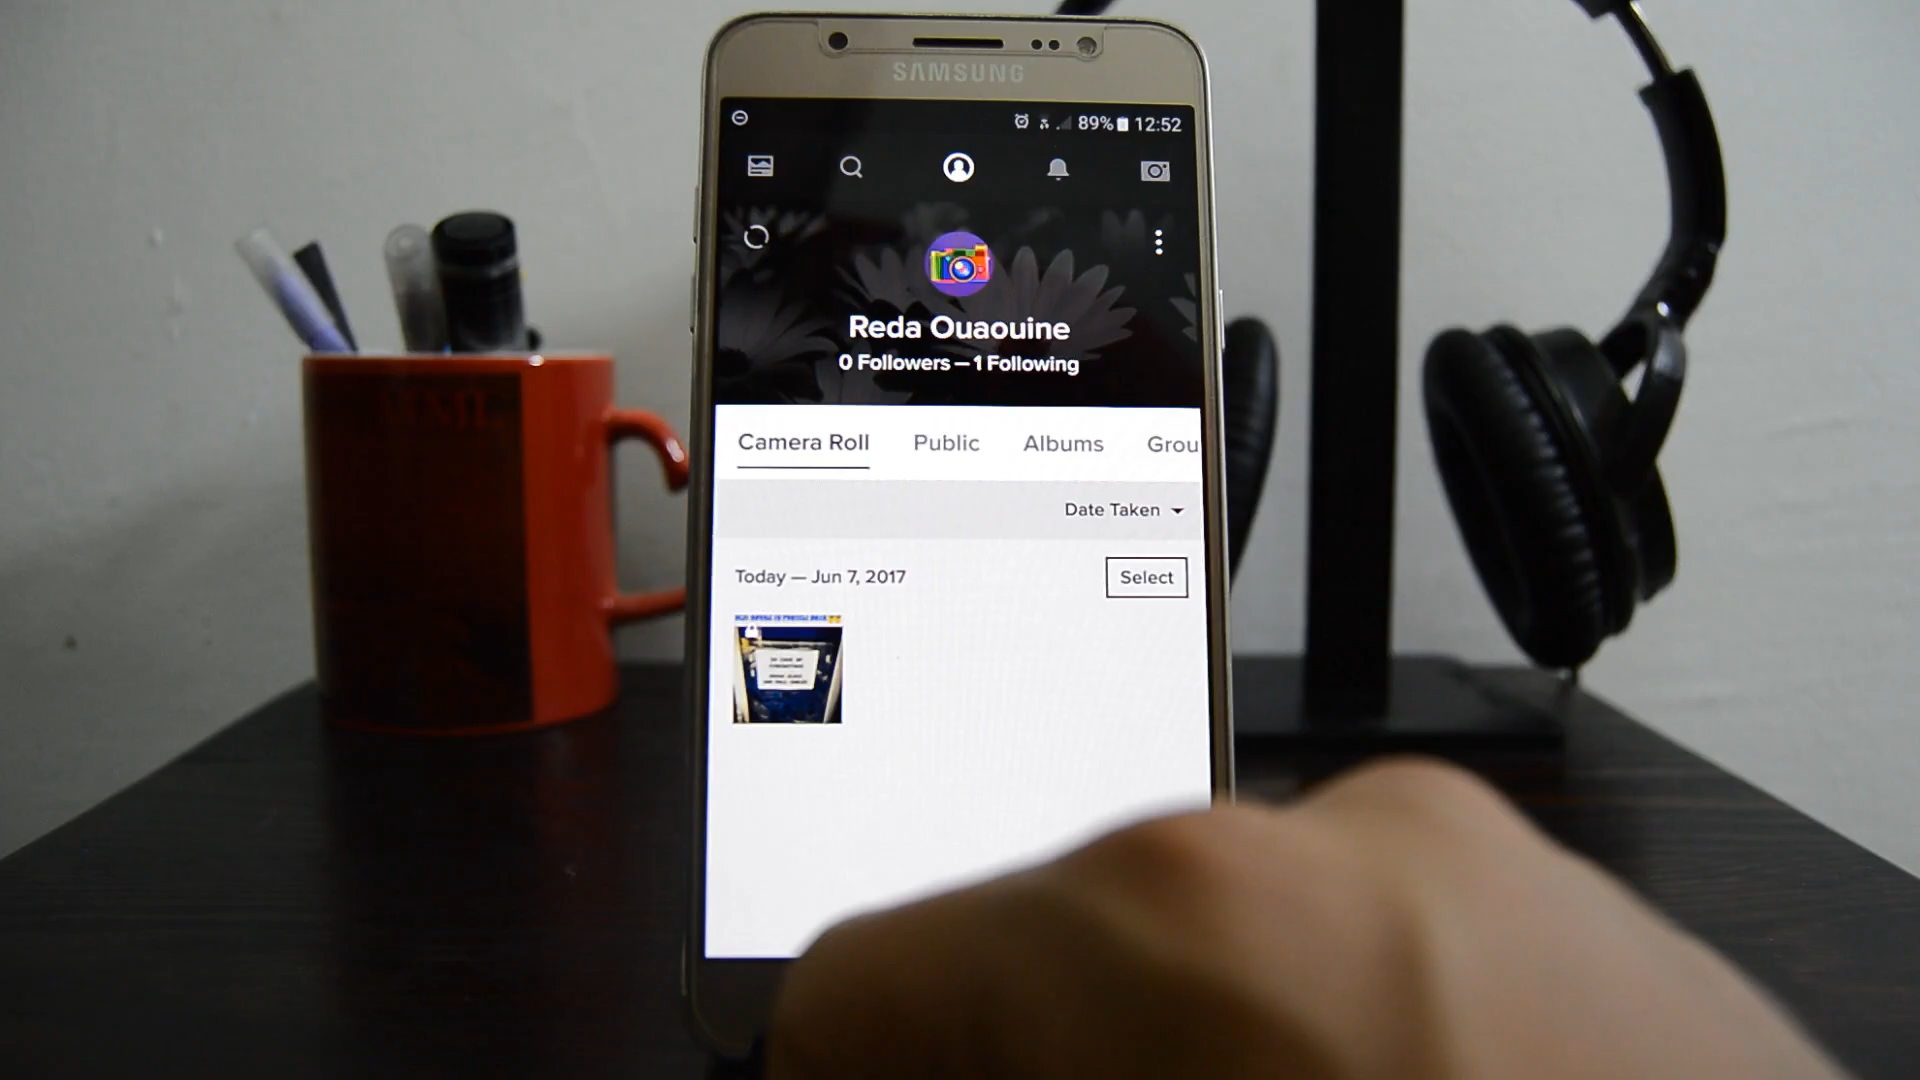 SAMSUNG
89% 12:52
Reda Ouaouine
0 Followers — 1 Following
Camera Roll Public Albums Grou
Date Taken
Today — Jun 7, 2017 Select